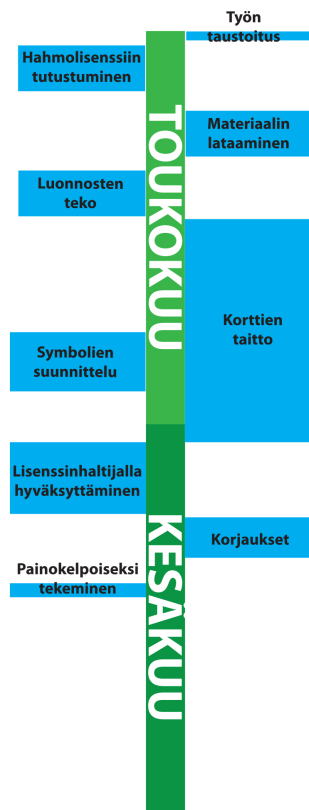 Työn
taustoitus
Hahmolisenssiin
tutustuminen
TOUKOKUU
Materiaalin
lataaminen
Luonnosten
teko
Korttien
taitto
Symbolien
suunnittelu
Lisenssinhaltijalla
hyväksyttäminen
KESÄKUU
Korjaukset
Painokelpoiseksi
tekeminen